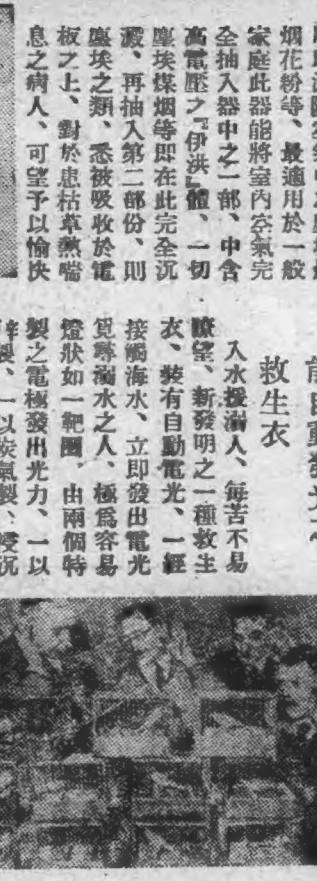 烟花粉等、最適用於一般
家庭此器能將室內空氣完
全抽入器中之一部、中含
高電壓之『伊洪』體、一切
塵埃煤烟等即在此完全沉
澱、再抽入第二部份、則
塵埃之類、悉被吸收於電
板之上、對於患枯草熱喘
息之病人、可望予以愉快
能自動發光之
救生衣
入水援溺人、每苦不易
瞭望、新發明之一種救生
衣、裝有自動電光、一經
接觸海水、立即發出電光
覓尋溺水之人、極爲容易
燈狀如一靶圈、由兩個特
製之電極發出光力、一以
製、一以炭氣製、浸沉